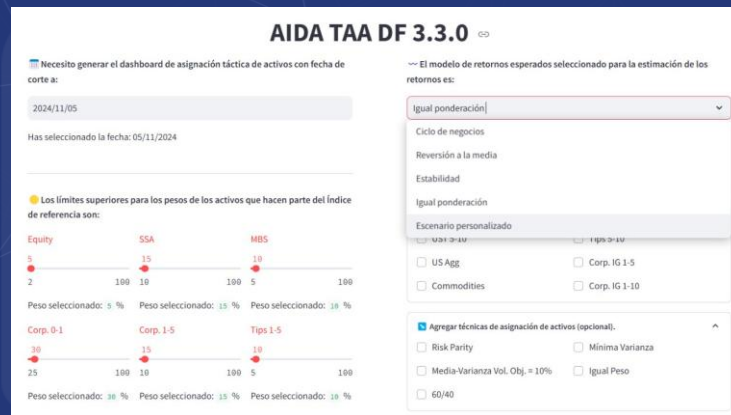 AIDA TAA DF 3.3.0
Necesito generar el dashboard de asignación táctica de activos con fecha de
corte a:
2024/11/05
Has seleccionado la fecha: 05/11/2024
Los límites superiores para los pesos de los activos que hacen parte del Índice
de referencia son:
Equity
SSA
MBS
5
15
10
2 100
10 100
5 100
Peso seleccionado: 5 %
Peso seleccionado: 15 %
Peso seleccionado: 10 %
Corp. 0-1
Corp. 1-5
Tips 1-5
30
15
10
25 100
10 100
5 100
Peso seleccionado: 30 %
Peso seleccionado: 15 %
Peso seleccionado: 10 %
El modelo de retornos esperados seleccionado para la estimación de los
retornos es:
Igual ponderación
Ciclo de negocios
Reversión a la media
Estabilidad
Igual ponderación
Escenario personalizado
UST 5-10
Tips 5-10
US Agg
Corp. IG 1-5
Commodities
Corp. IG 1-10
Agregar técnicas de asignación de activos (opcional).
Risk Parity
Mínima Varianza
Media-Varianza Vol. Obj. = 10%
Igual Peso
60/40